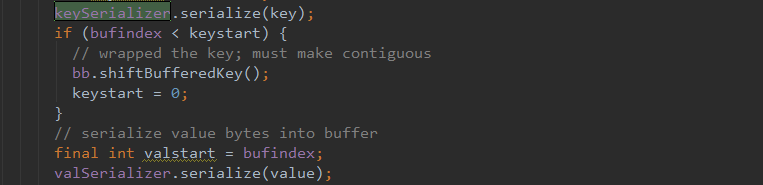 keySerializer.serialize(key);
if (bufindex < keystart) {
// wrapped the key; must make contiguous
bb.shiftBufferedKey();
keystart = 0;
}
// serialize value bytes into buffer
final int valstart = bufindex;
valSerializer.serialize(value);